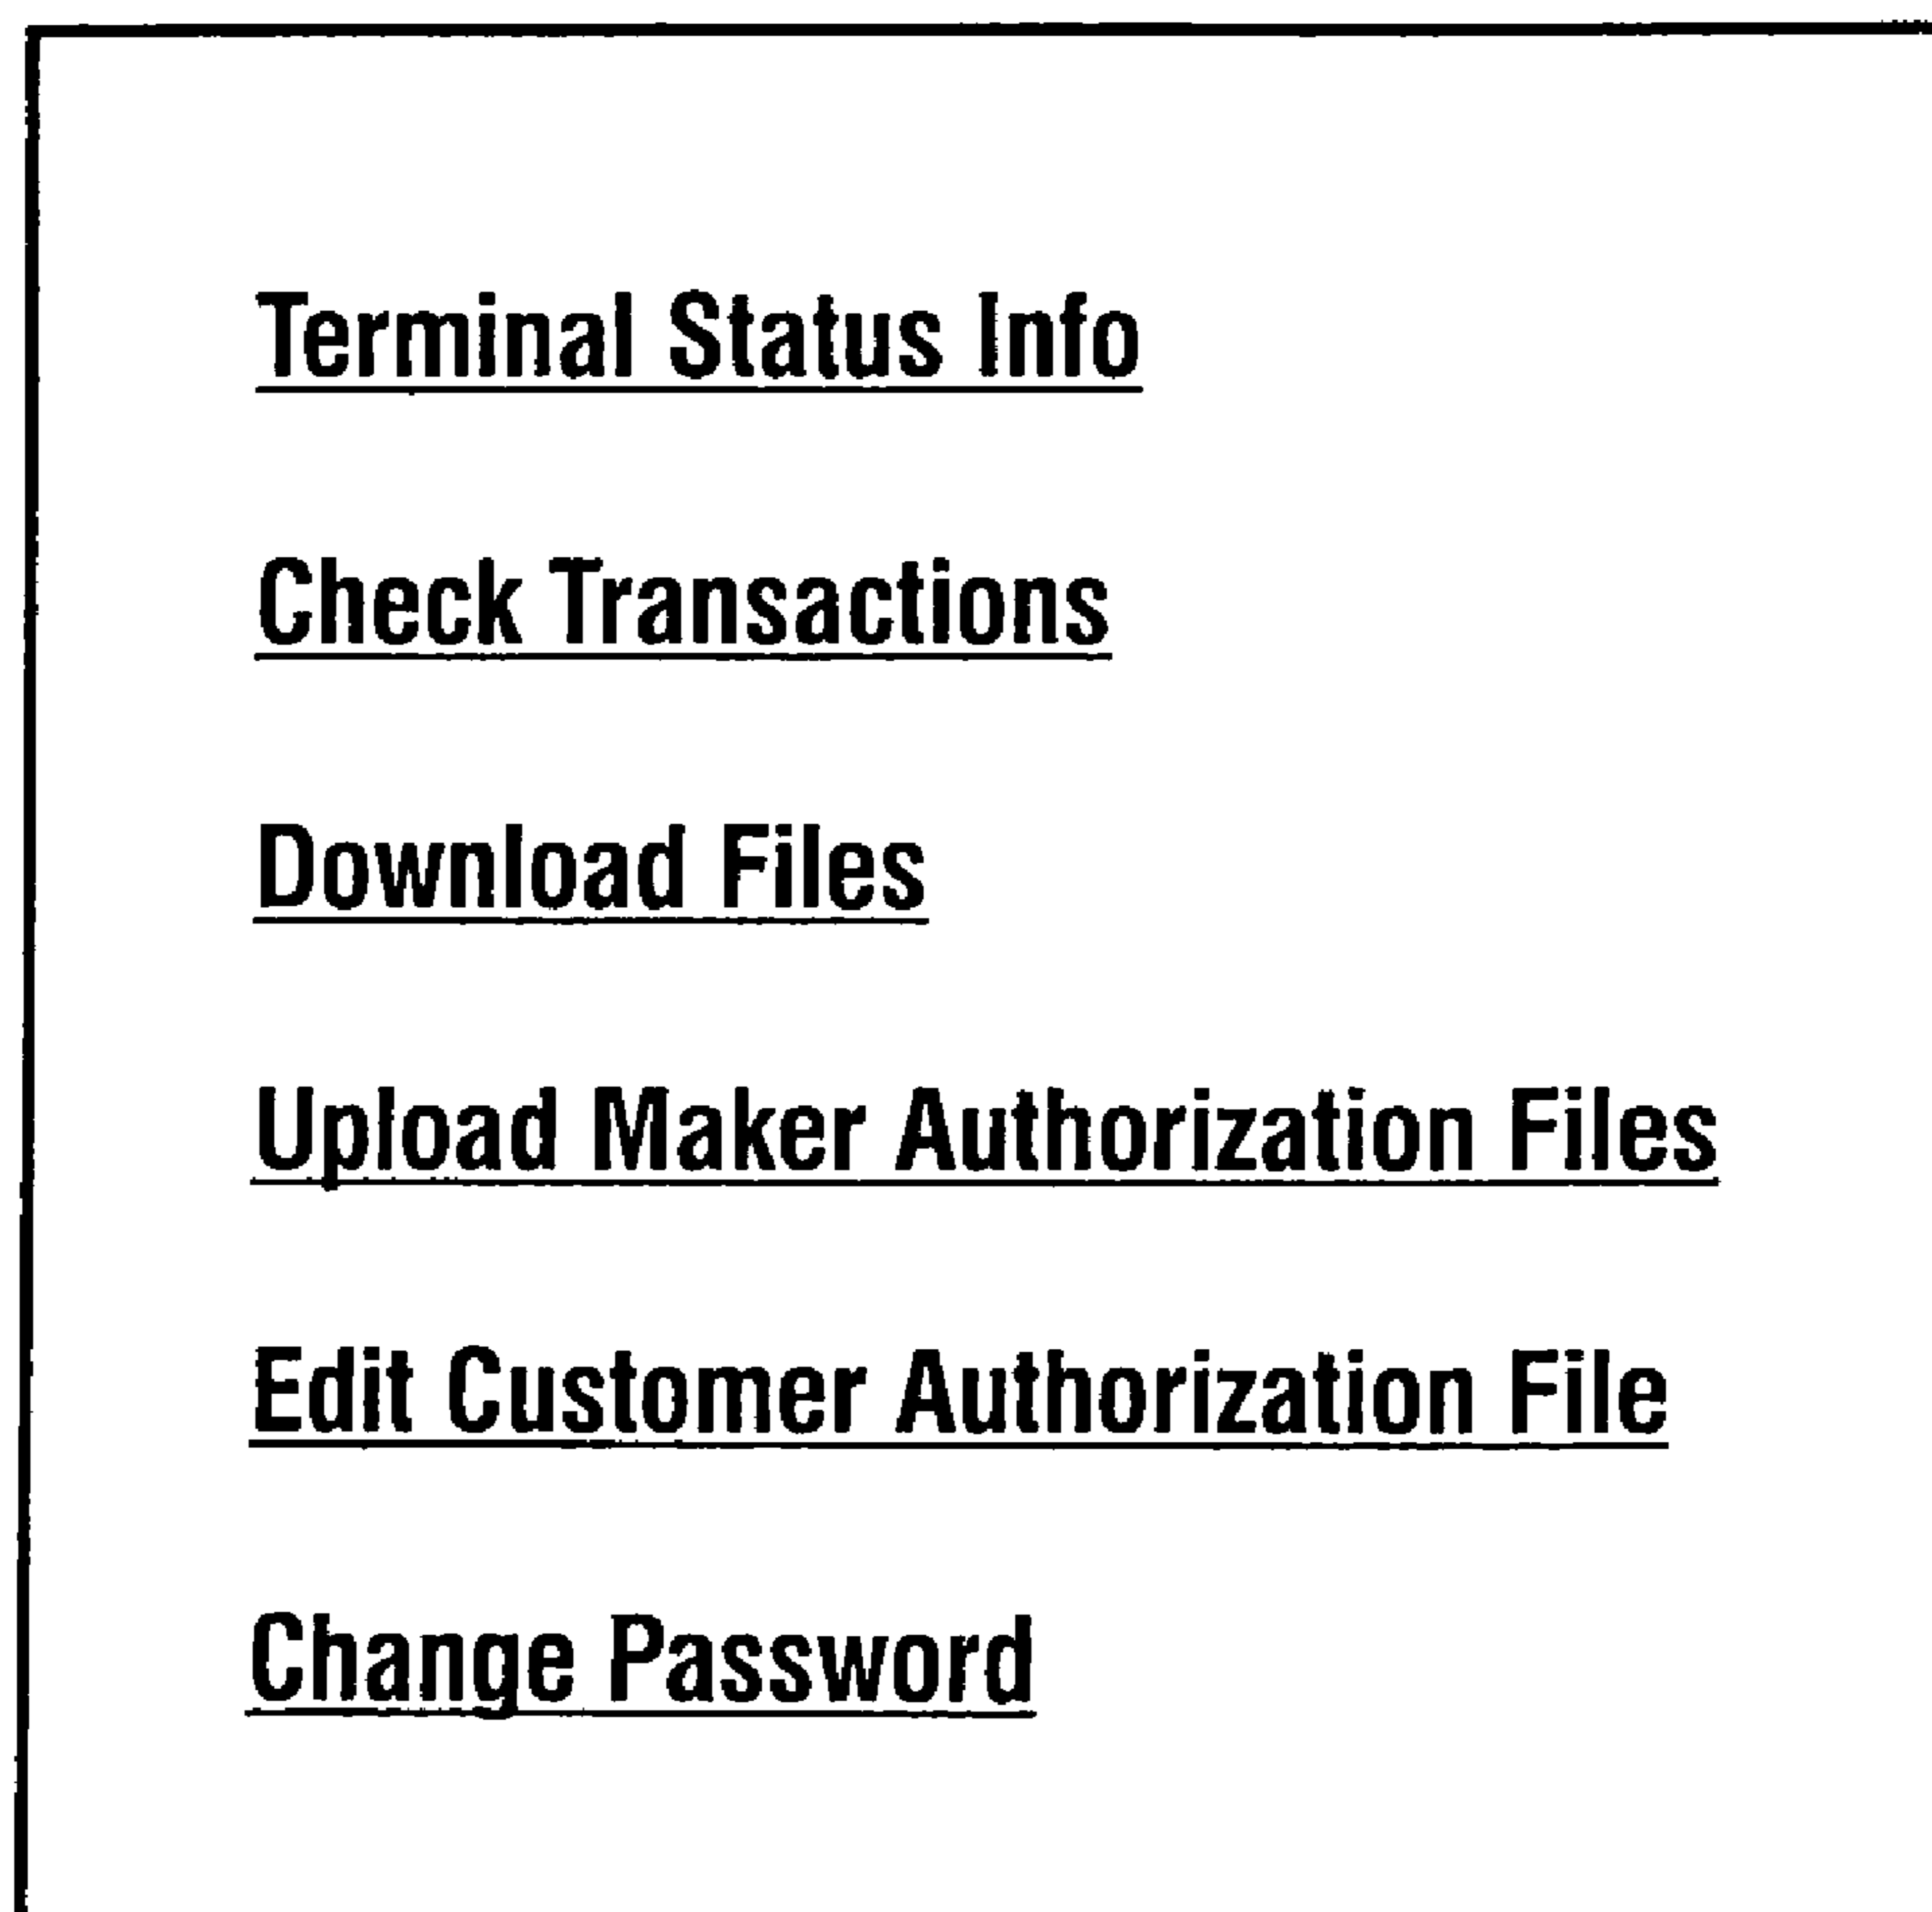 Terminal Status Info
Check Transactions
Download Files
Upload Maker Authorization Files
Edit Customer Authorization File
Change Password